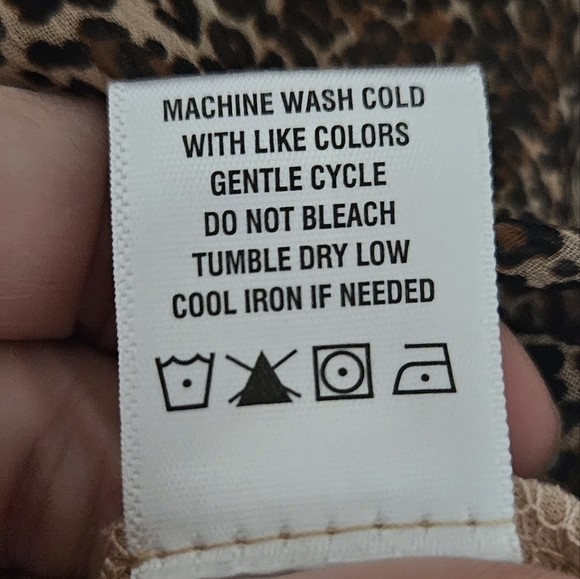 MACHINE WASH COLD
WITH LIKE COLORS
GENTLE CYCLE
DO NOT BLEACH
TUMBLE DRY LOW
COOL IRON IF NEEDED